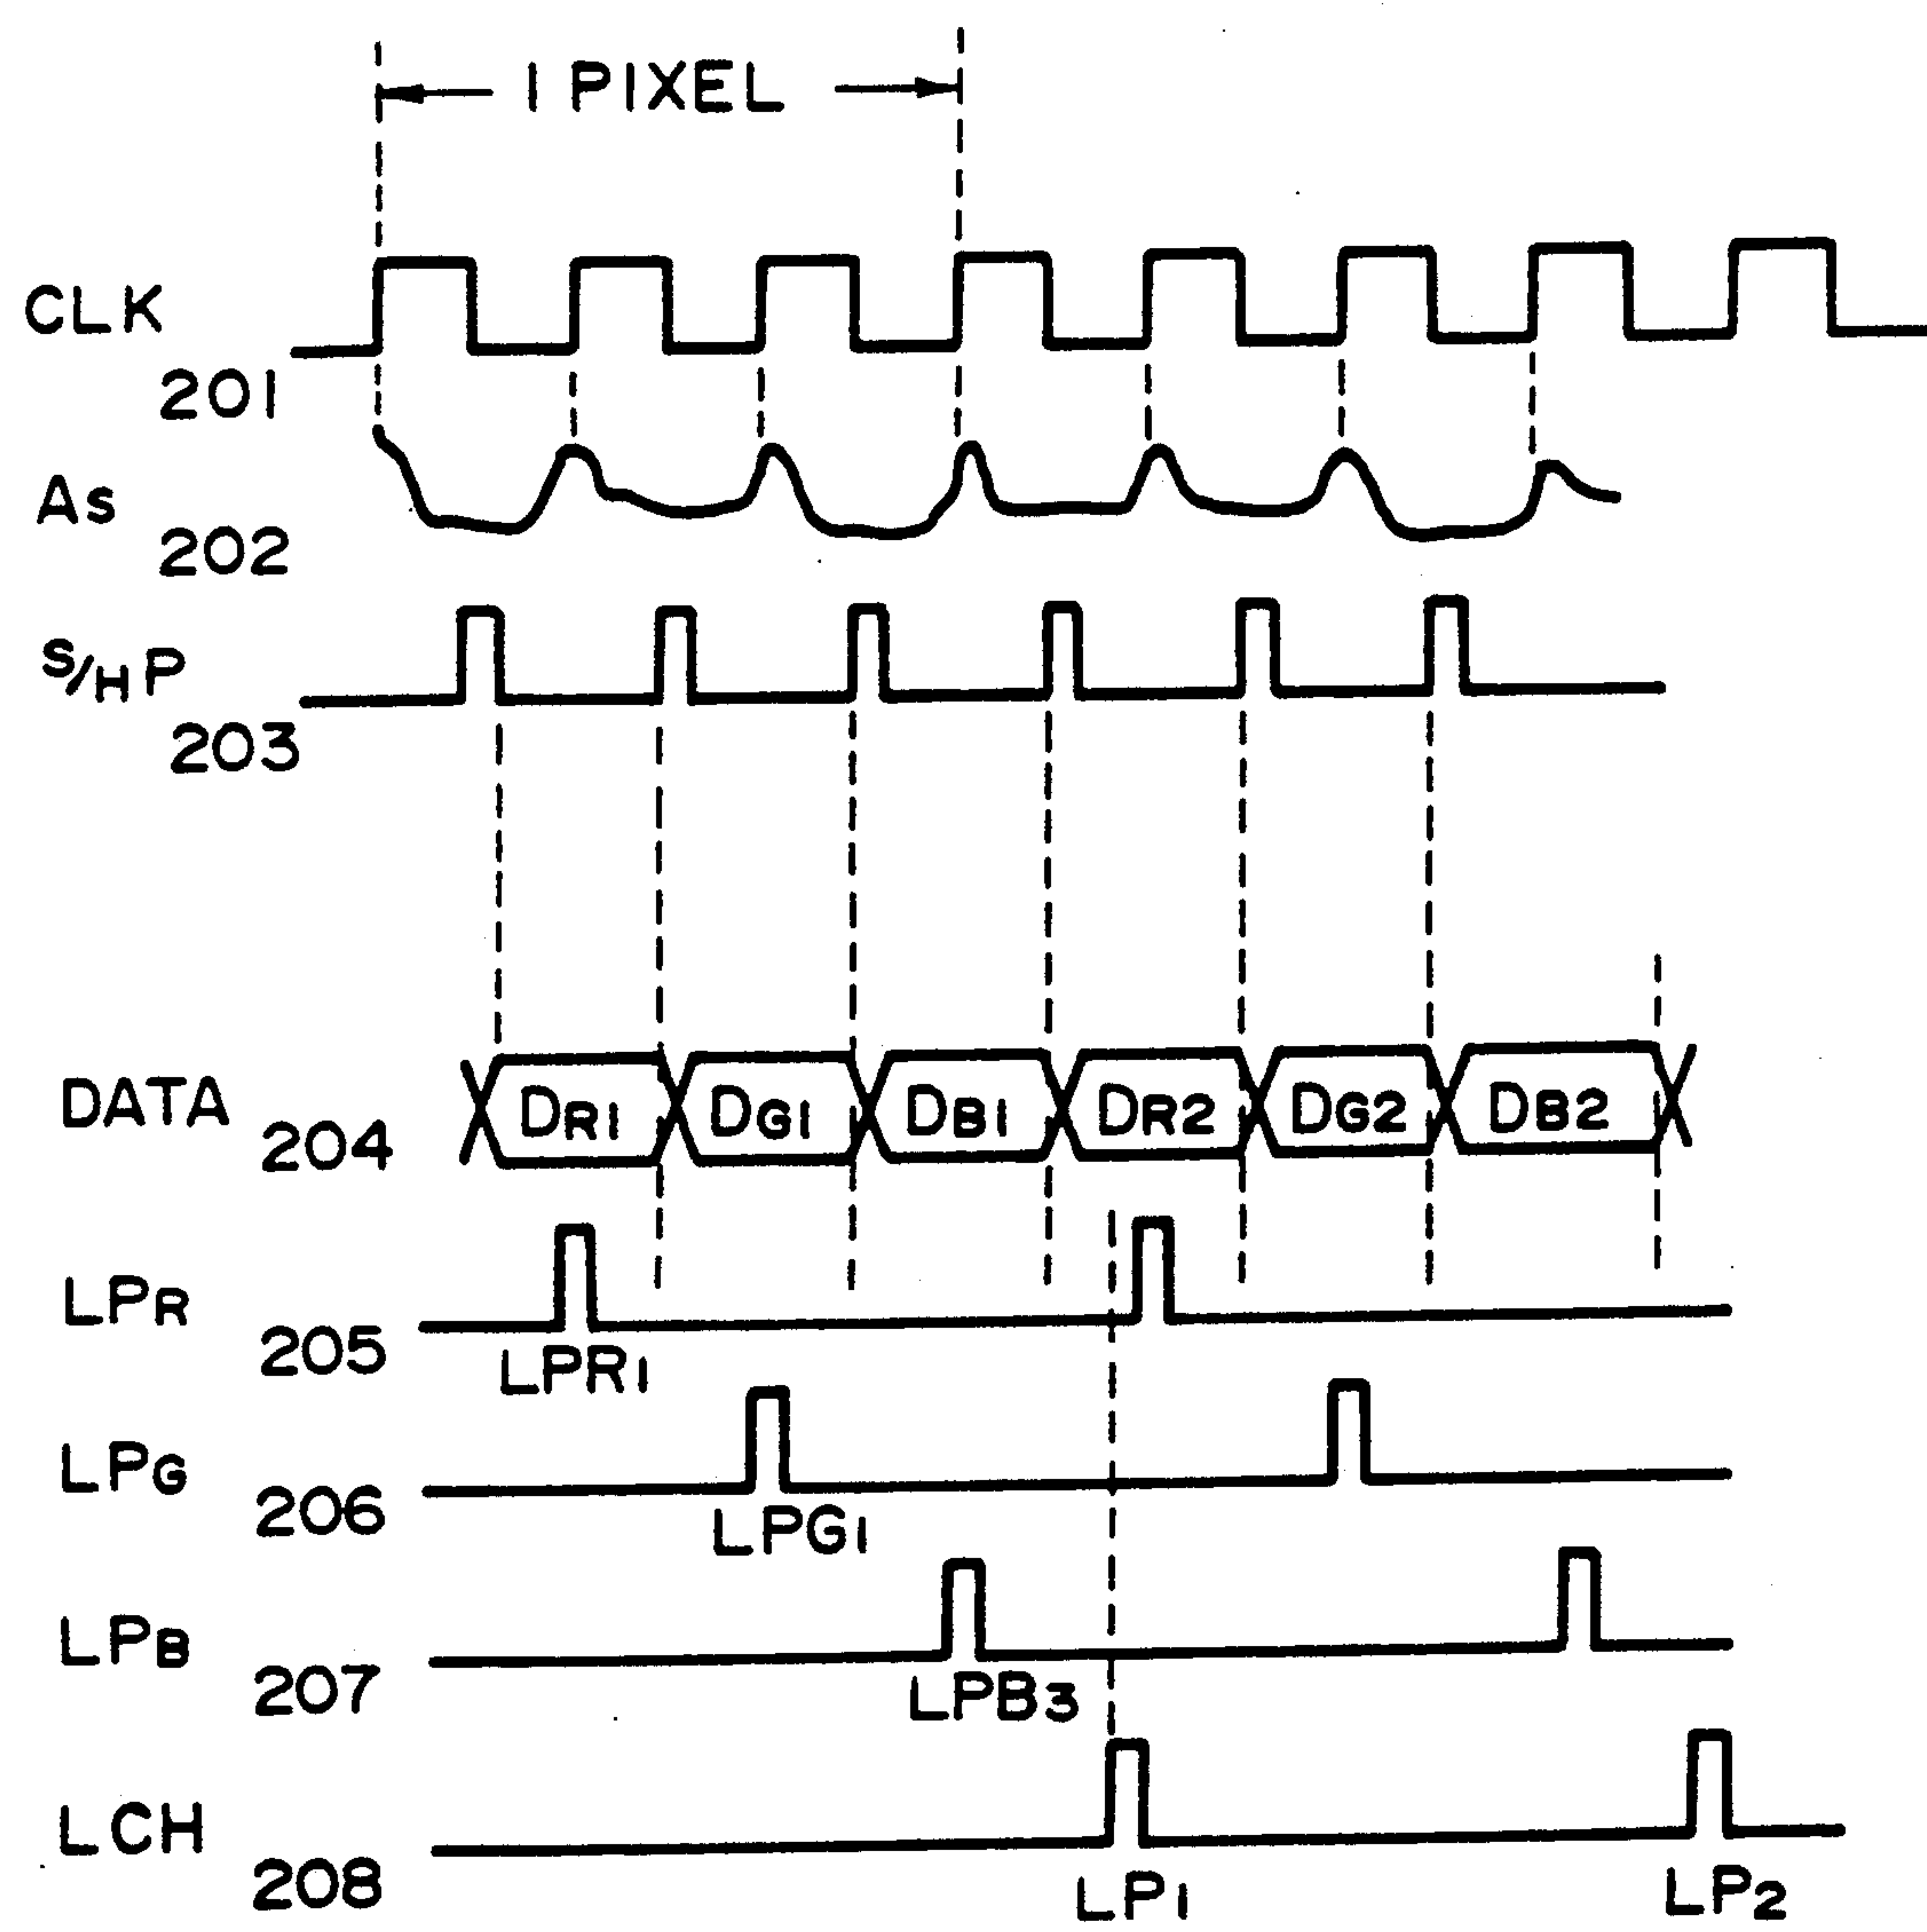 1 PIXEL
CLK
201
As
202
S/HP
203
DATA
204
DR1
DG1
DB1
DR2
DG2
DB2
LPR
205
LPR1
LPG
206
LPG1
LPB
207
LPB3
LCH
208
LP1
LP2